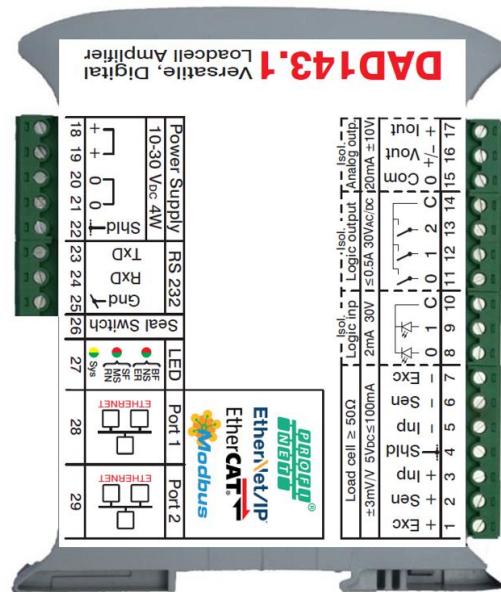 DAD143.1
Versatile, Digital
Loadcell Amplifier
18 +
19 +
20 0
21 0
22 Shld
Power Supply
10-30 VDC 4W
23 TxD
24 RxD
25 Gnd
RS 232
26 Seal Switch
27 LED
BF
NS
ER
SF
MS
RN
Sys
28 Port 1
ETHERNET
29 Port 2
ETHERNET
PROFI
NET®
EtherNet/IP
EtherCAT®
Modbus
17 + Iout
16 +/- Vout
15 0 Com
Isol.
Analog outp.
20mA ±10V
14 C
13 2
12 1
11 0
Isol.
Logic output
≤0.5A 30VAC/DC
10 C
9 1
8 0
Isol.
Logic inp
2mA 30V
7 - Exc
6 - Sen
5 - Inp
4 Shld
3 + Inp
2 + Sen
1 + Exc
Load cell ≥ 50Ω
±3mV/V 5VDC≤100mA